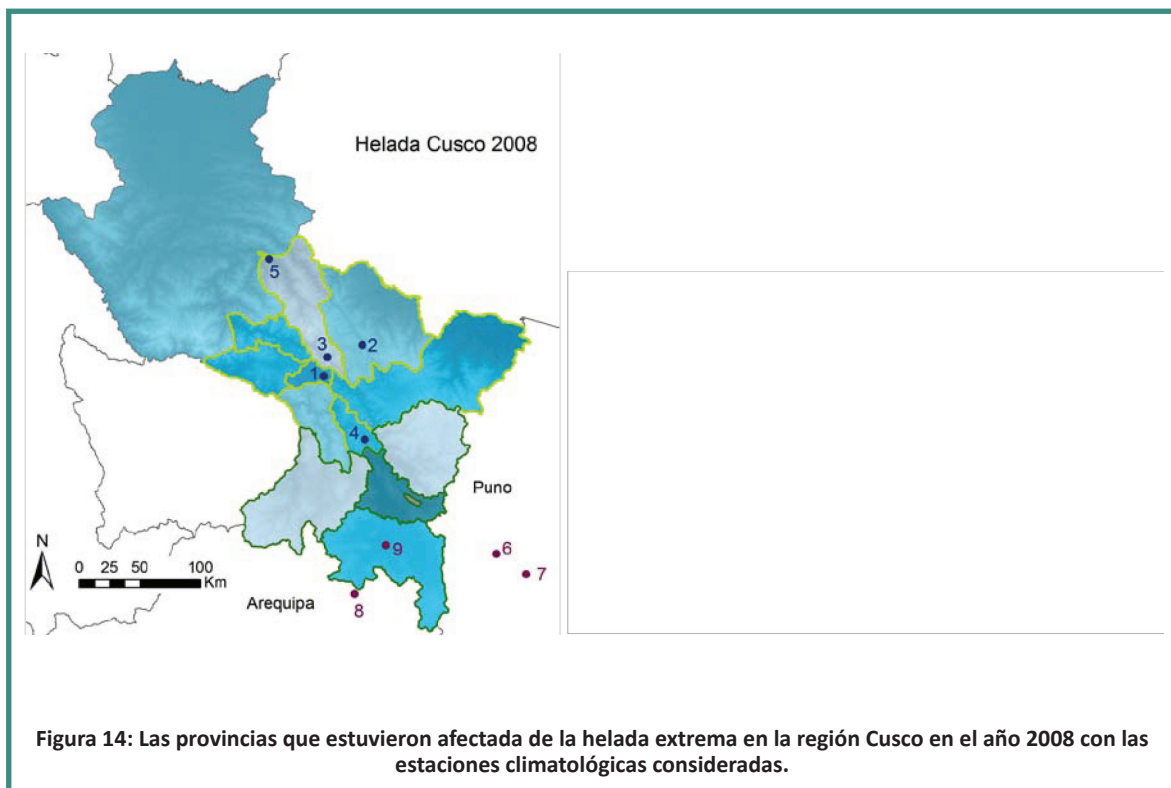 Helada Cusco 2008
5
3
2
1
4
Puno
9
6
7
N
0 25 50 100
Km
Arequipa
8
Figura 14: Las provincias que estuvieron afectada de la helada extrema en la región Cusco en el año 2008 con las
estaciones climatológicas consideradas.